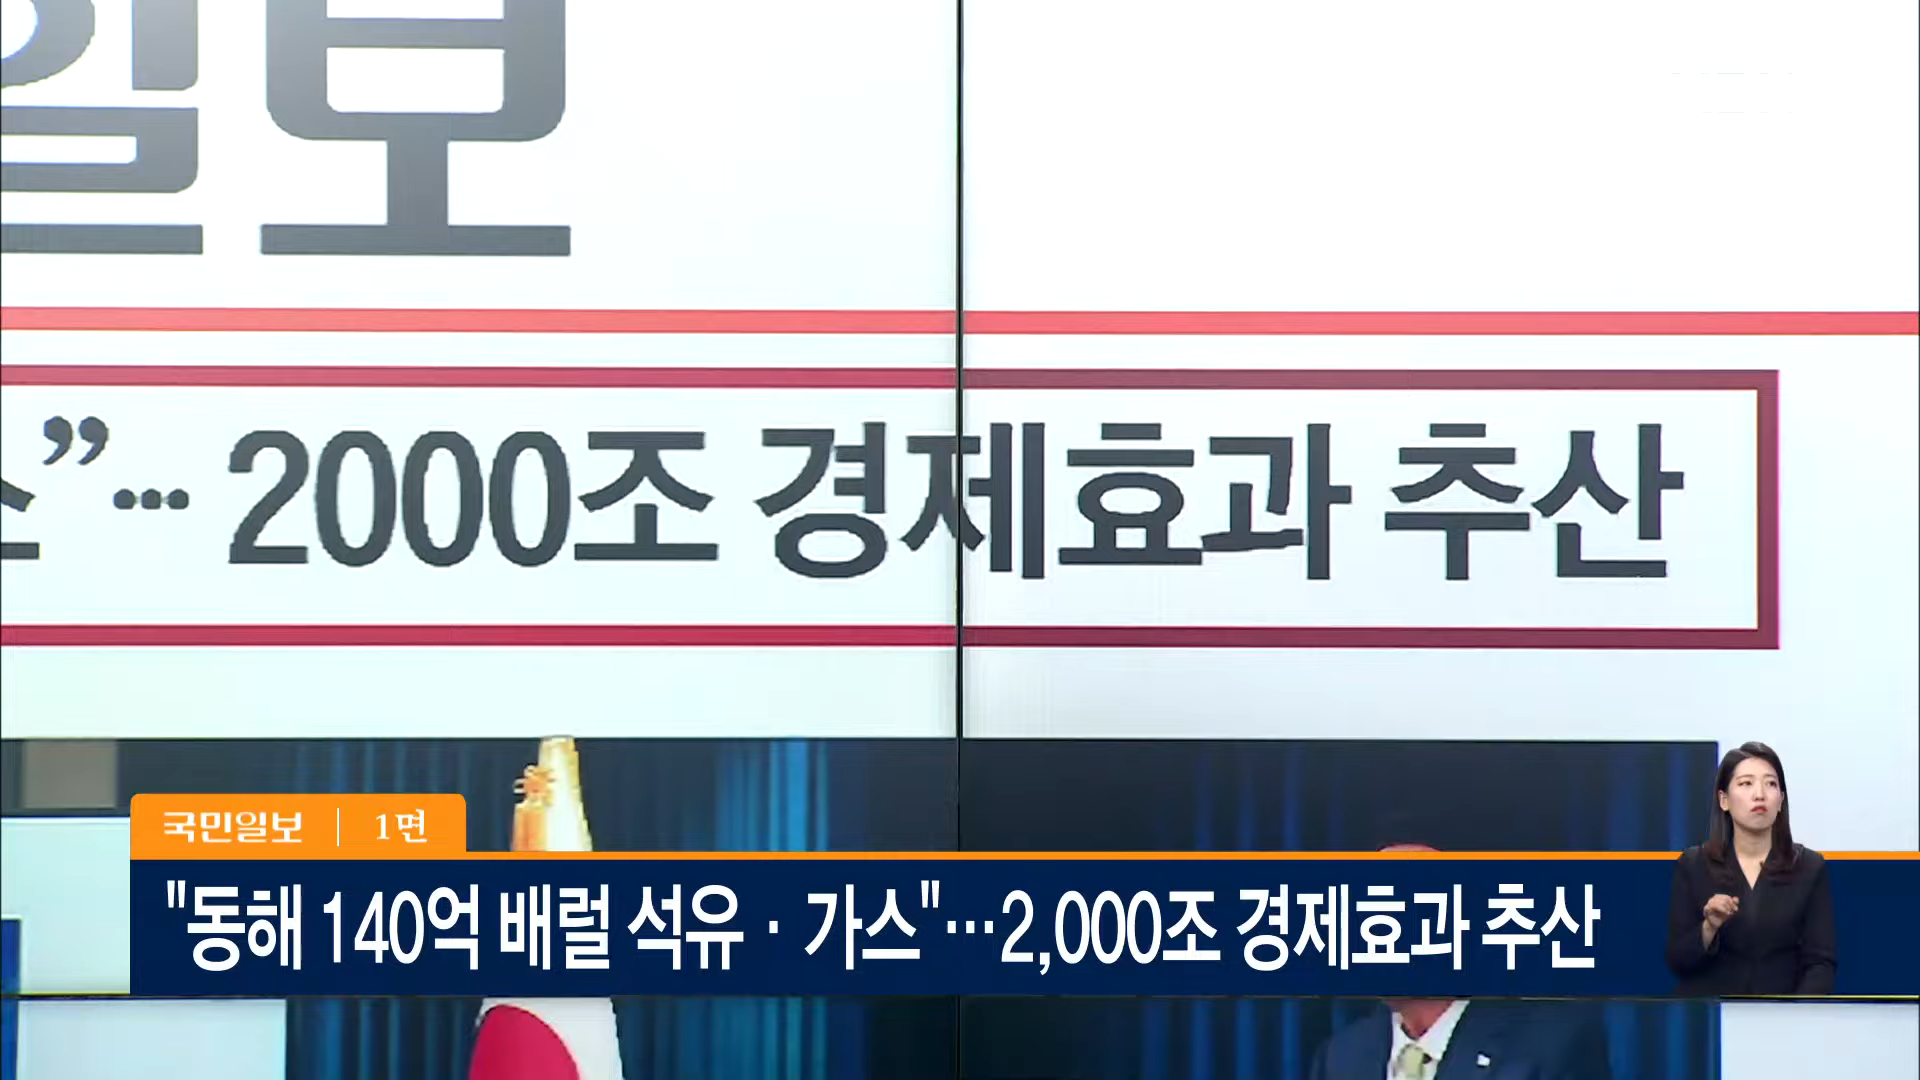 일보
스”… 2000조 경제효과 추산
국민일보 | 1면
"동해 140억 배럴 석유 · 가스"…2,000조 경제효과 추산